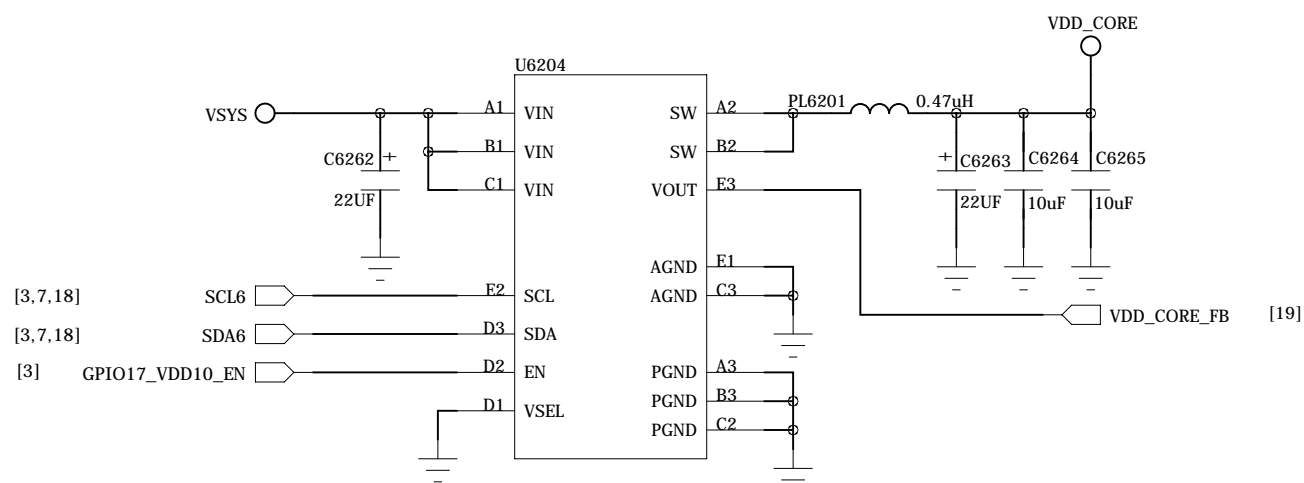 VDD_CORE
U6204
VSYS
A1 VIN
SW A2
PL6201
0.47uH
B1 VIN
SW B2
C6262 +
22UF
C1 VIN
VOUT E3
+ C6263
22UF
C6264
10uF
C6265
10uF
AGND E1
AGND C3
[3,7,18] SCL6 E2 SCL
VDD_CORE_FB [19]
[3,7,18] SDA6 D3 SDA
[3] GPIO17_VDD10_EN D2 EN
PGND A3
PGND B3
D1 VSEL
PGND C2